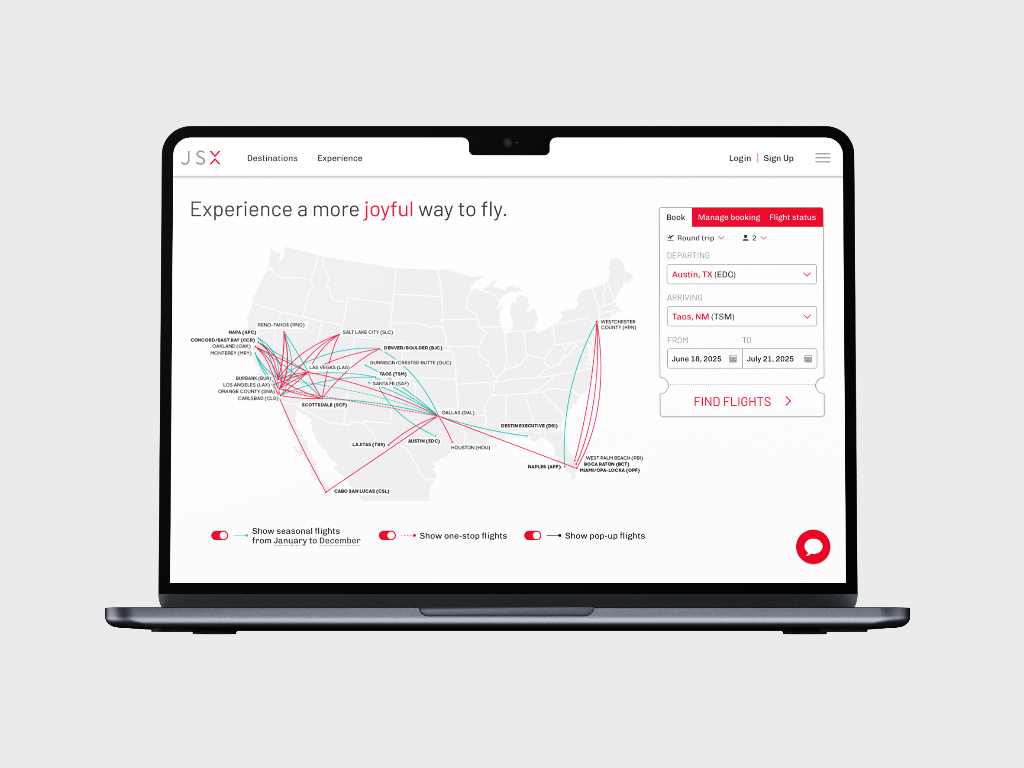 JSX
Destinations
Experience
Login | Sign Up
Experience a more joyful way to fly.
Book
Manage booking
Flight status
Round trip
2
DEPARTING
Austin, TX (EDC)
ARRIVING
Taos, NM (TSM)
FROM
TO
June 18, 2025
July 21, 2025
FIND FLIGHTS
RENO-TAHOE (RNO)
NAPA (APC)
CONCORD/EAST BAY (CCR)
OAKLAND (OAK)
MONTEREY (MRY)
SALT LAKE CITY (SLC)
DENVER/BOULDER (BJC)
GUNNISON/CRESTED BUTTE (GUC)
LAS VEGAS (LAS)
TAOS (TSM)
SANTA FE (SAF)
BURBANK (BUR)
LOS ANGELES (LAX)
ORANGE COUNTY (SNA)
CARLSBAD (CLD)
SCOTTSDALE (SCF)
DALLAS (DAL)
WESTCHESTER
COUNTY (HPN)
DESTIN EXECUTIVE (DSI)
LAJITAS (T89)
AUSTIN (EDC)
HOUSTON (HOU)
WEST PALM BEACH (PBI)
BOCA RATON (BCT)
MIAMI/OPA-LOCKA (OPF)
NAPLES (APF)
CABO SAN LUCAS (CSL)
Show seasonal flights
from January to December
Show one-stop flights
Show pop-up flights